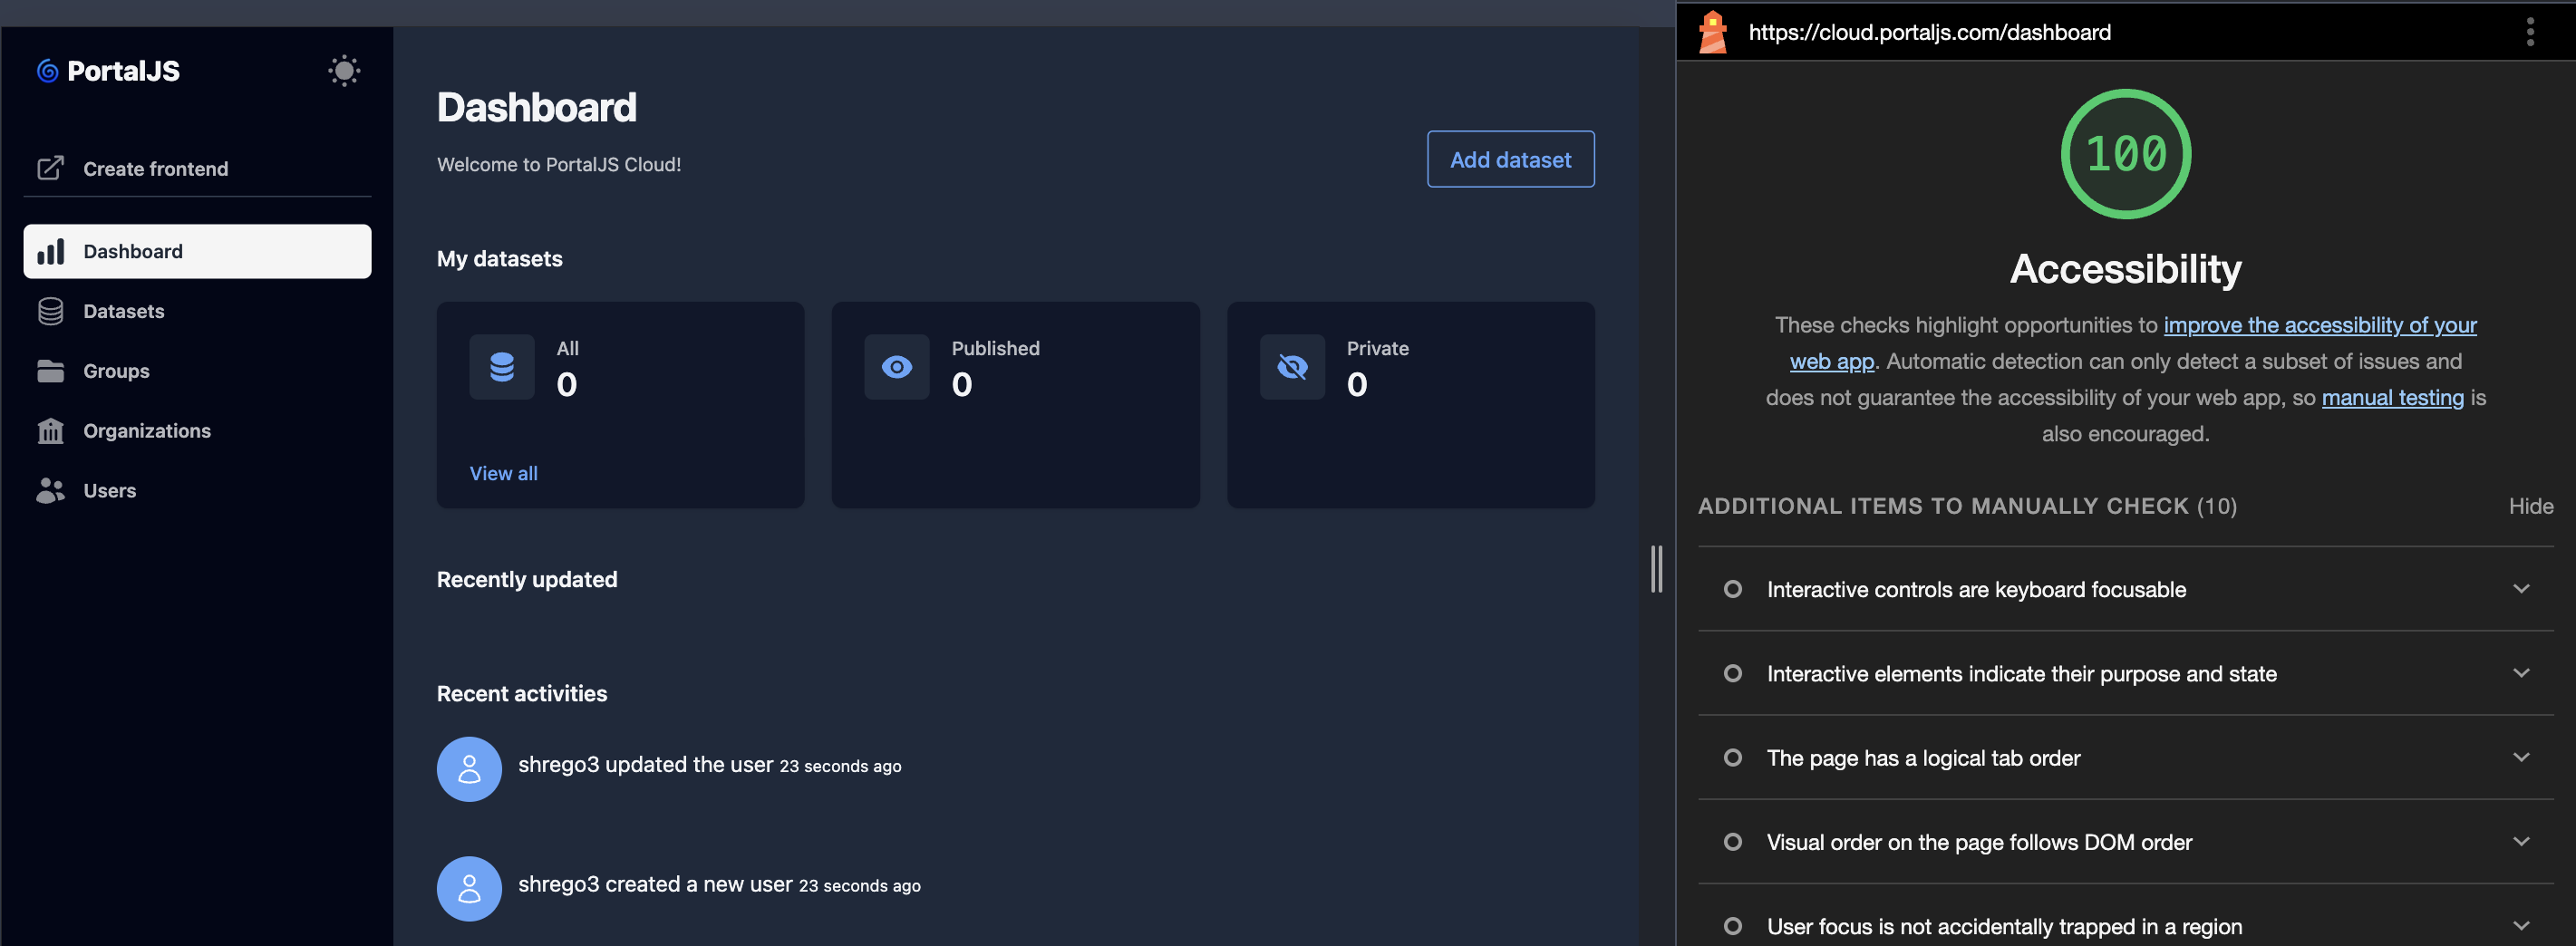 PortalJS
Create frontend
Dashboard
Datasets
Groups
Organizations
Users
Dashboard
Welcome to PortalJS Cloud!
Add dataset
My datasets
All
0
View all
Published
0
Private
0
Recently updated
Recent activities
shrego3 updated the user 23 seconds ago
shrego3 created a new user 23 seconds ago
https://cloud.portaljs.com/dashboard
100
Accessibility
These checks highlight opportunities to improve the accessibility of your
web app. Automatic detection can only detect a subset of issues and
does not guarantee the accessibility of your web app, so manual testing is
also encouraged.
ADDITIONAL ITEMS TO MANUALLY CHECK (10)
Hide
Interactive controls are keyboard focusable
Interactive elements indicate their purpose and state
The page has a logical tab order
Visual order on the page follows DOM order
User focus is not accidentally trapped in a region